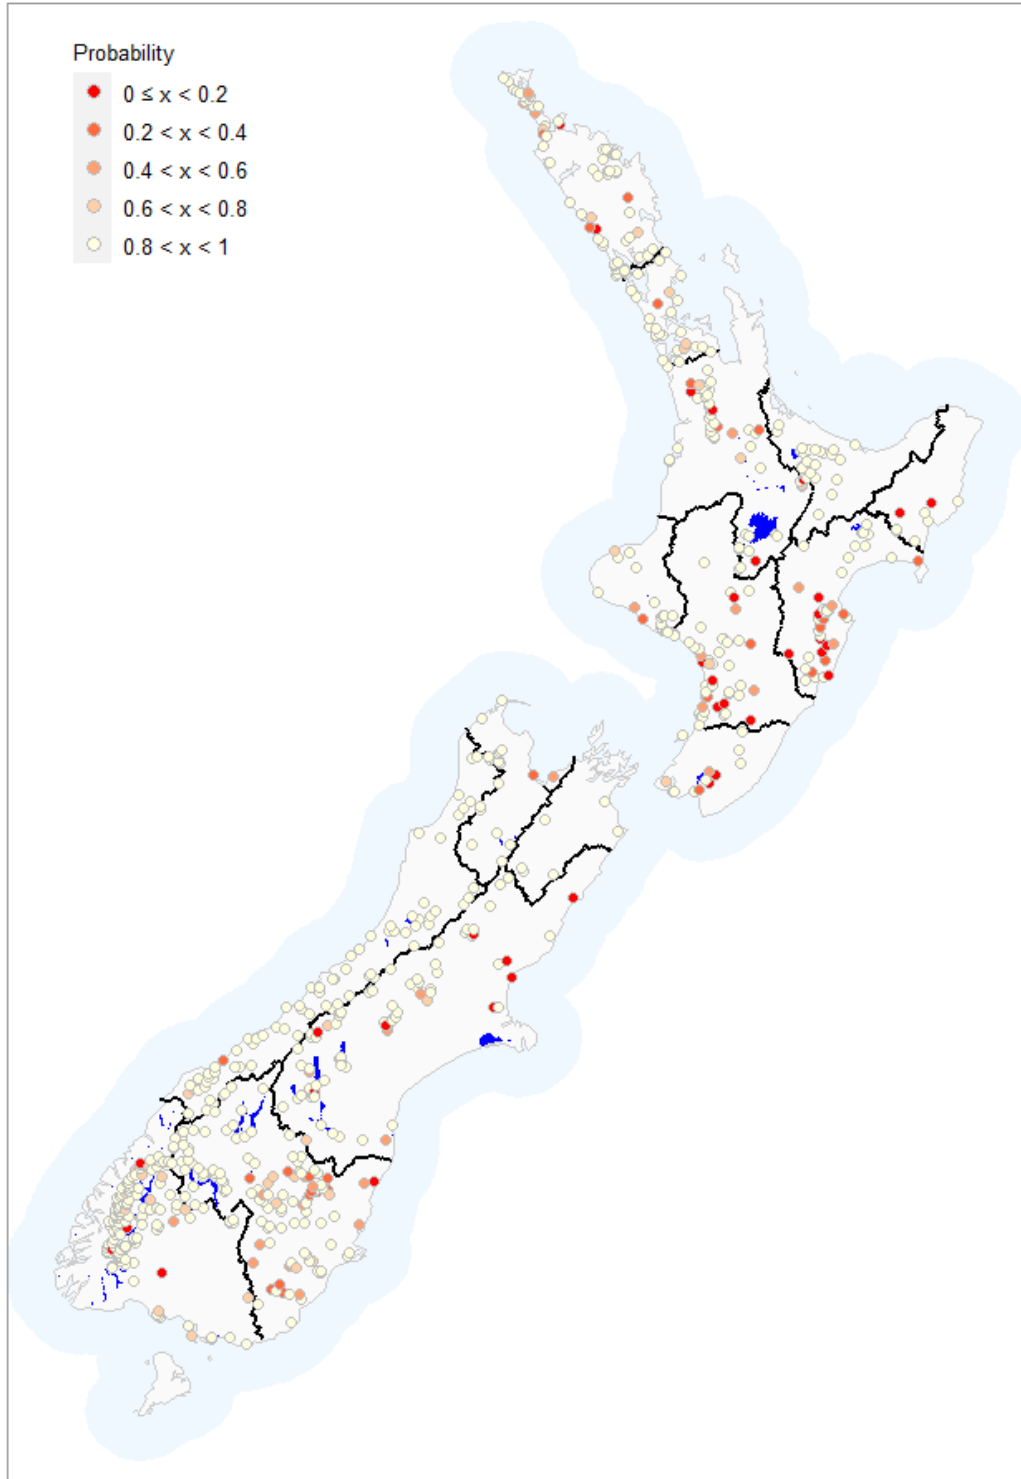 Probability
0 ≤ x < 0.2
0.2 < x < 0.4
0.4 < x < 0.6
0.6 < x < 0.8
0.8 < x < 1